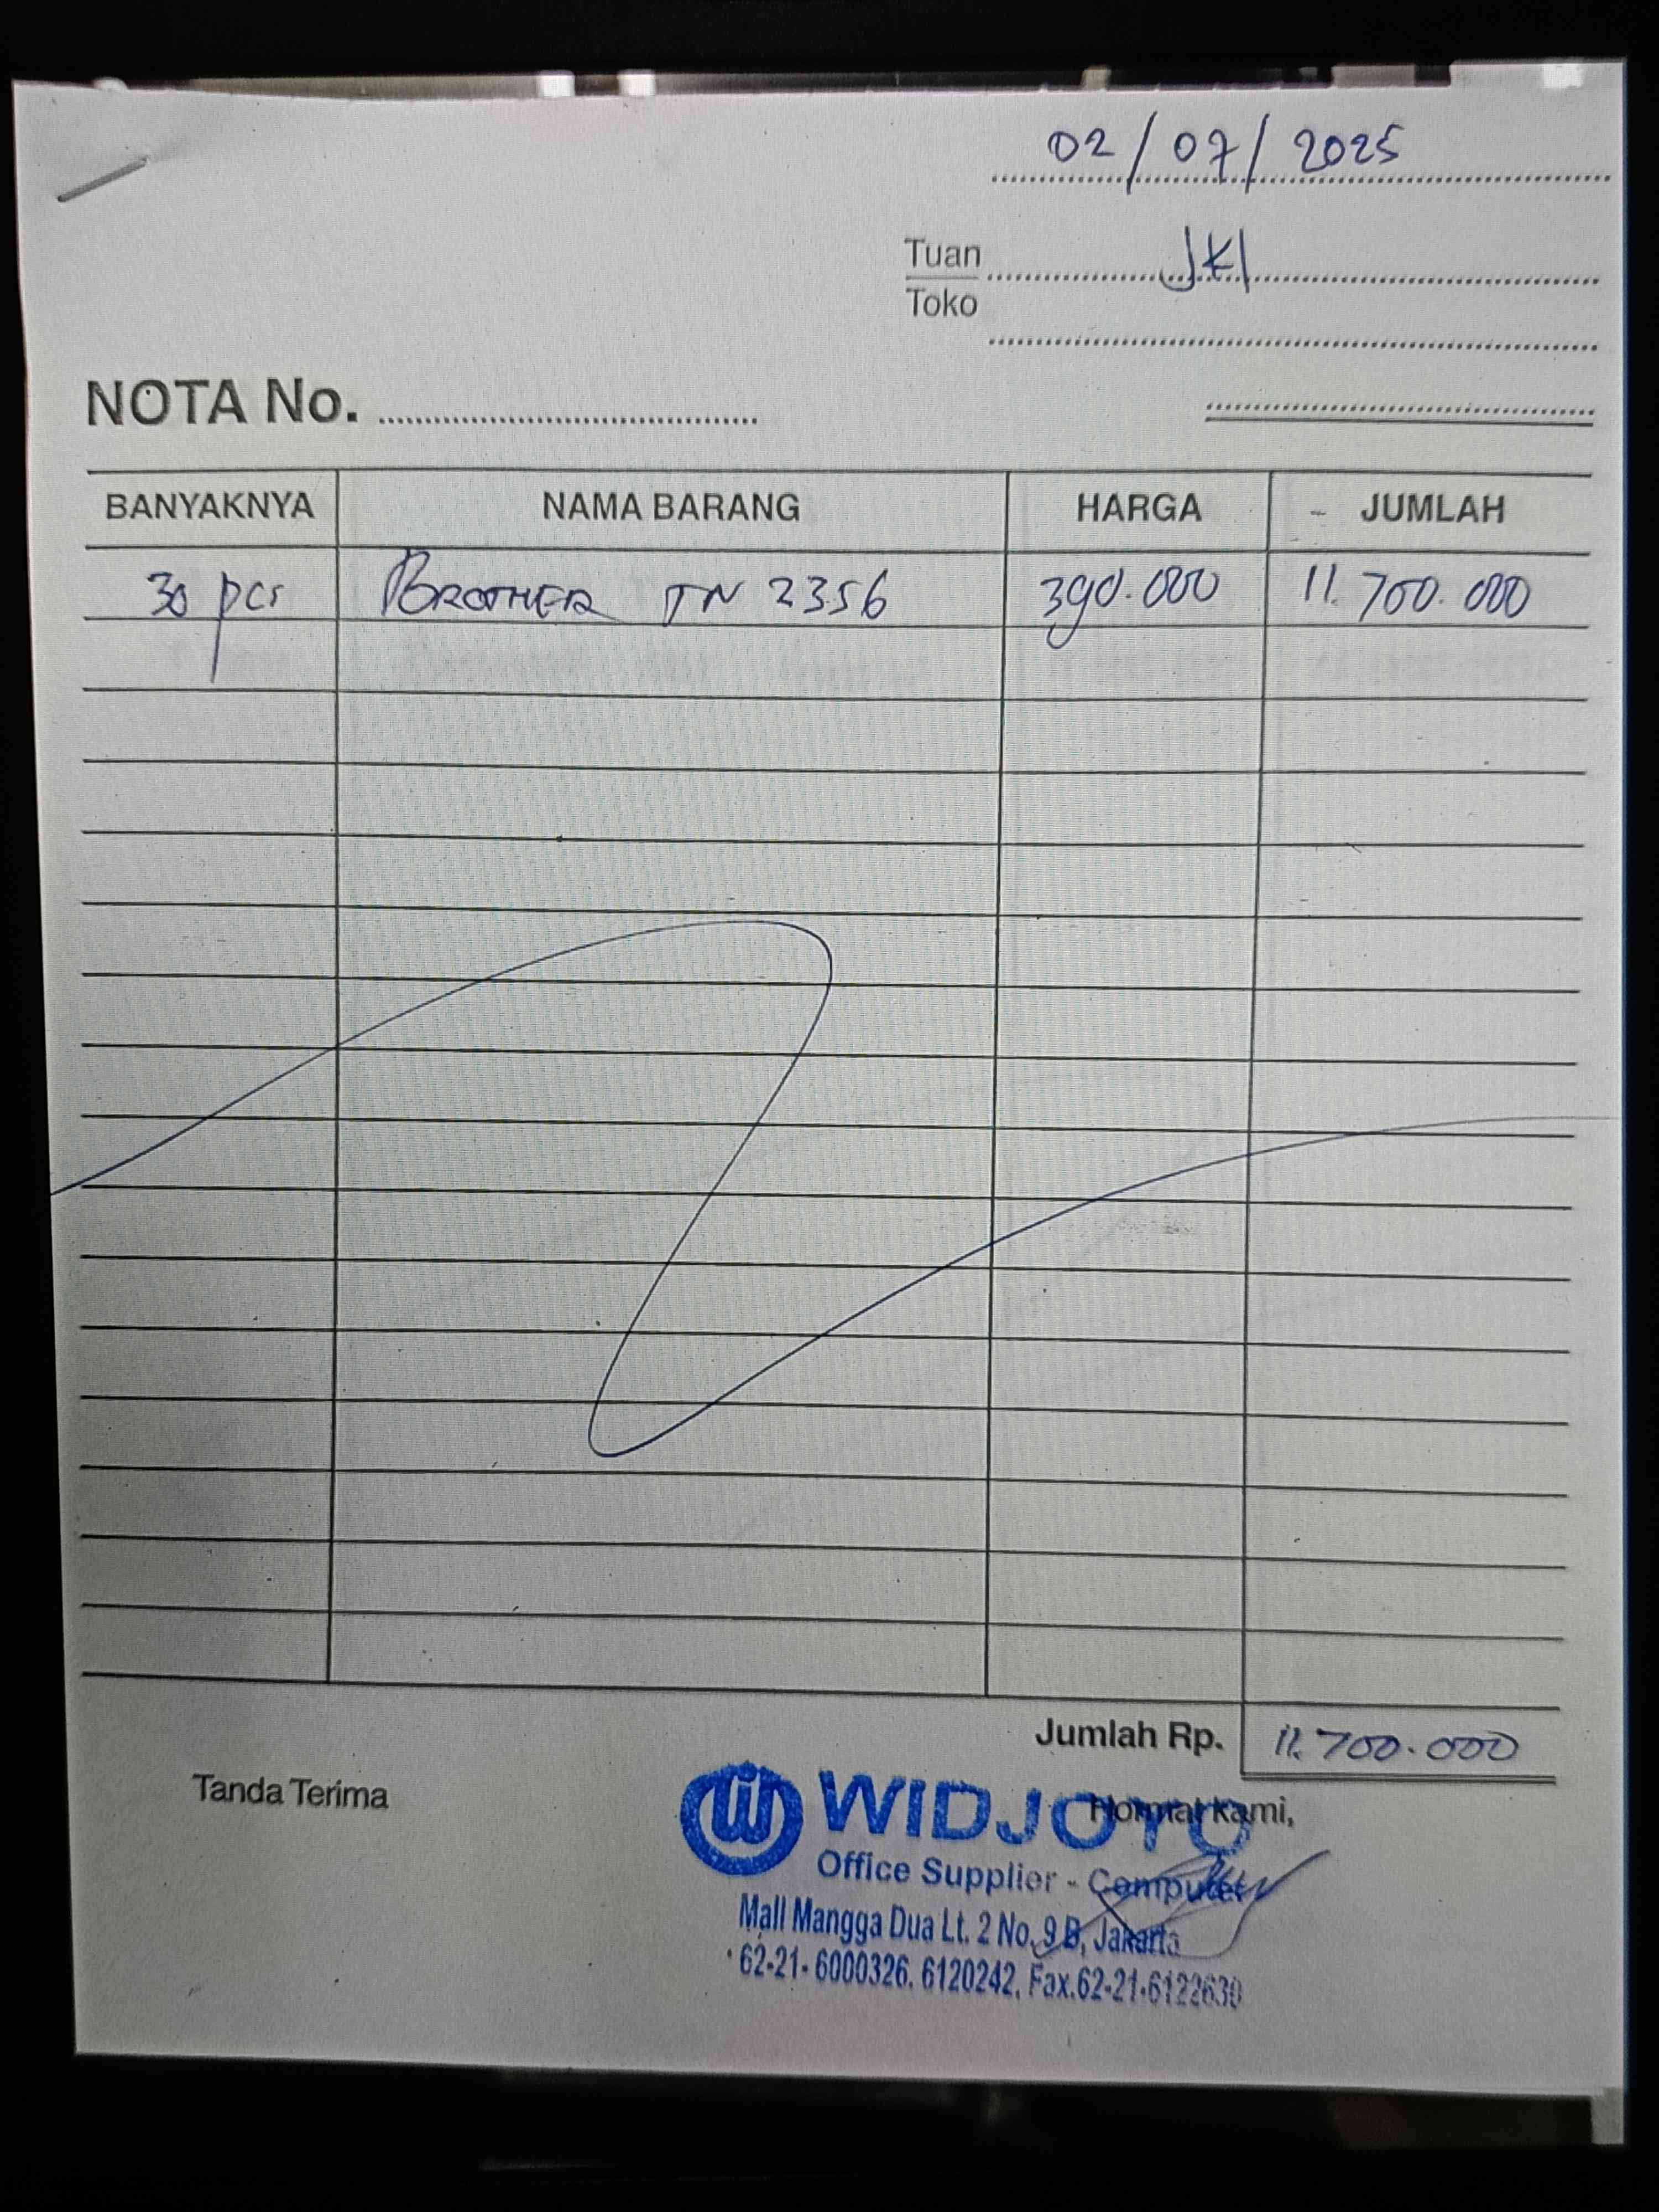 02/07/2025
Tuan JKI
Toko
NOTA No.
BANYAKNYA NAMA BARANG HARGA JUMLAH
30 pcs BROTHER TN 2356 390.000 11.700.000
Jumlah Rp. 11.700.000
Tanda Terima
Hormat Kami,
WIDJOYO
Office Supplier - Computer
Mall Mangga Dua Lt. 2 No. 9 B, Jakarta
62-21- 6000326, 6120242, Fax.62-21-6122630